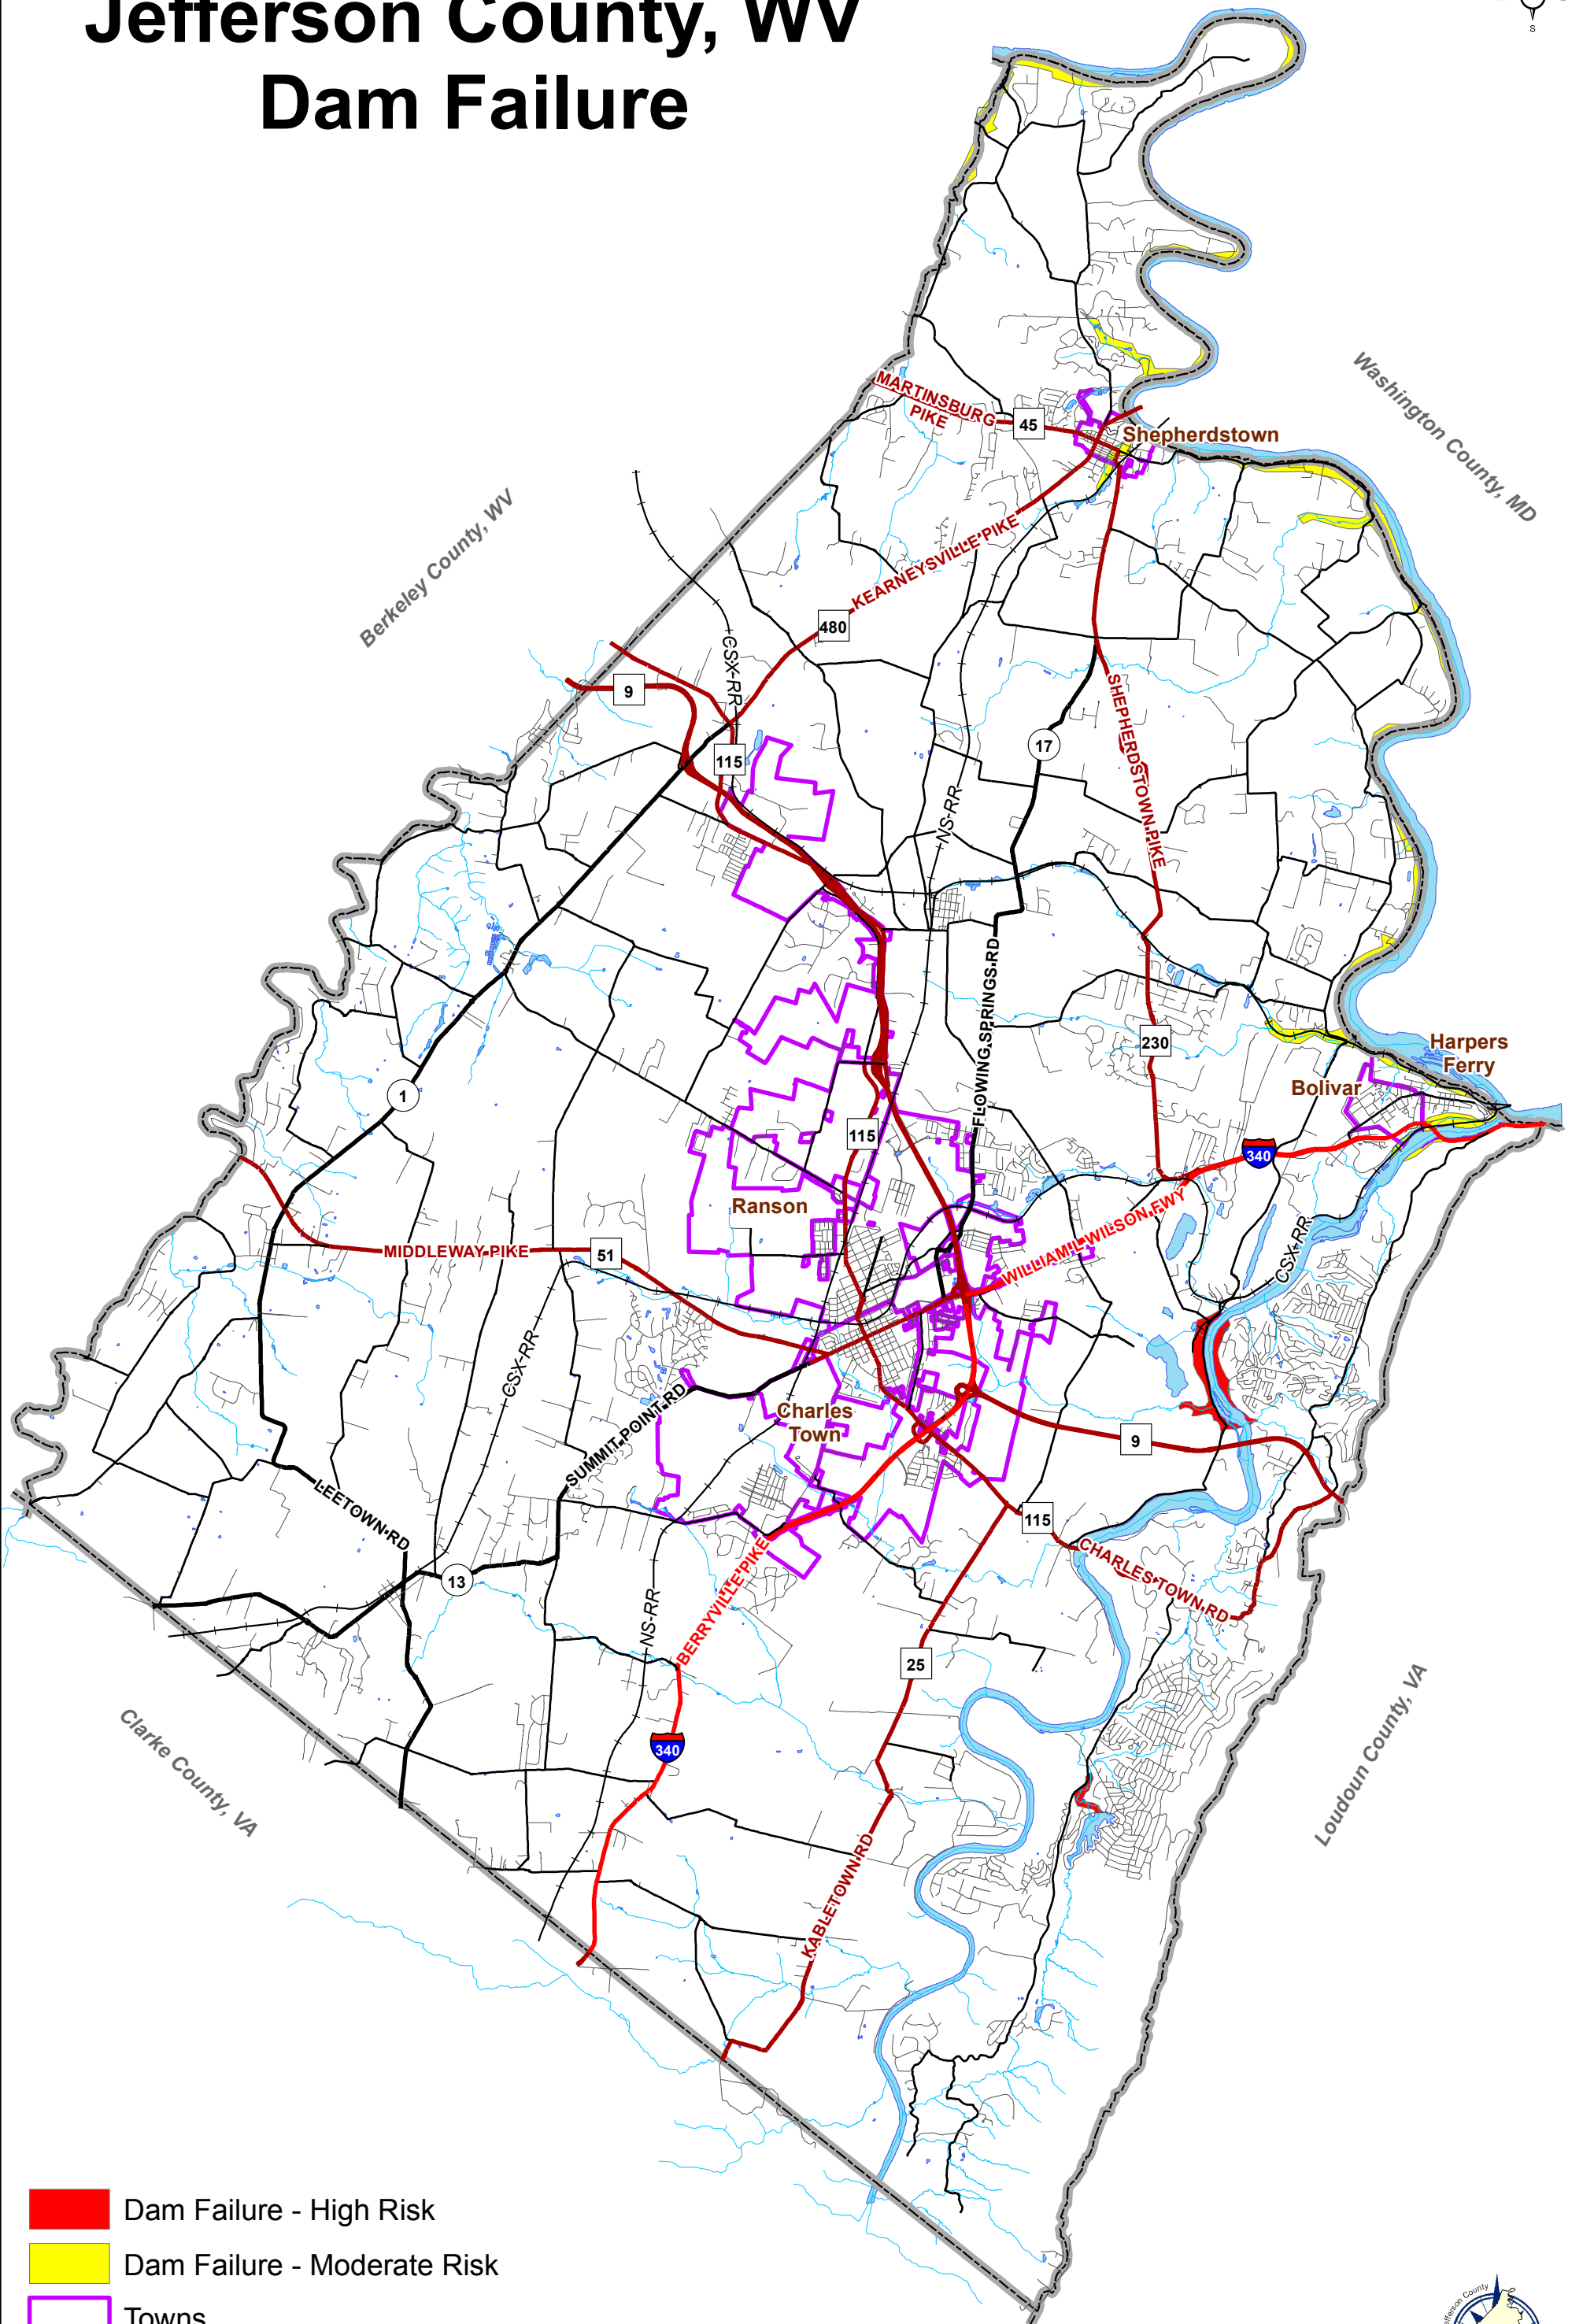 Jefferson County, WV
Dam Failure
S
Washington County, MD
MARTINSBURG
PIKE
45
Shepherdstown
Berkeley County, WV
KEARNEYSVILLE PIKE
480
CSX-RR
9
SHEPHERDSTOWN PIKE
17
115
NS-RR
FLOWING SPRINGS RD
230
Harpers
Ferry
Bolivar
1
115
340
Ranson
WILLIAM L WILSON FWY
CSX-RR
MIDDLEWAY PIKE
51
CSX-RR
SUMMIT POINT RD
Charles
Town
9
LEETOWN RD
115
CHARLES TOWN RD
13
NS-RR
BERRYVILLE PIKE
25
Clarke County, VA
340
Loudoun County, VA
KABLETOWN RD
Dam Failure - High Risk
Dam Failure - Moderate Risk
Towns
Jefferson County